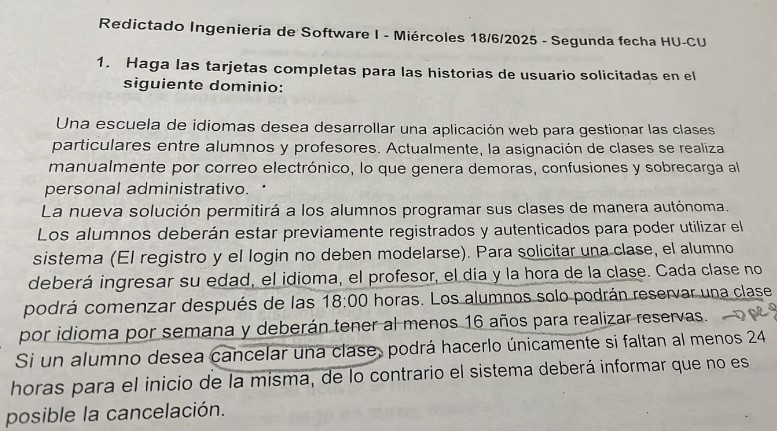 Redictado Ingeniería de Software I - Miércoles 18/6/2025 - Segunda fecha HU-CU
1. Haga las tarjetas completas para las historias de usuario solicitadas en el
siguiente dominio:
Una escuela de idiomas desea desarrollar una aplicación web para gestionar las clases
particulares entre alumnos y profesores. Actualmente, la asignación de clases se realiza
manualmente por correo electrónico, lo que genera demoras, confusiones y sobrecarga al
personal administrativo.
La nueva solución permitirá a los alumnos programar sus clases de manera autónoma.
Los alumnos deberán estar previamente registrados y autenticados para poder utilizar el
sistema (El registro y el login no deben modelarse). Para solicitar una clase, el alumno
deberá ingresar su edad, el idioma, el profesor, el día y la hora de la clase. Cada clase no
podrá comenzar después de las 18:00 horas. Los alumnos solo podrán reservar una clase
por idioma por semana y deberán tener al menos 16 años para realizar reservas.
Si un alumno desea cancelar una clase, podrá hacerlo únicamente si faltan al menos 24
horas para el inicio de la misma, de lo contrario el sistema deberá informar que no es
posible la cancelación.